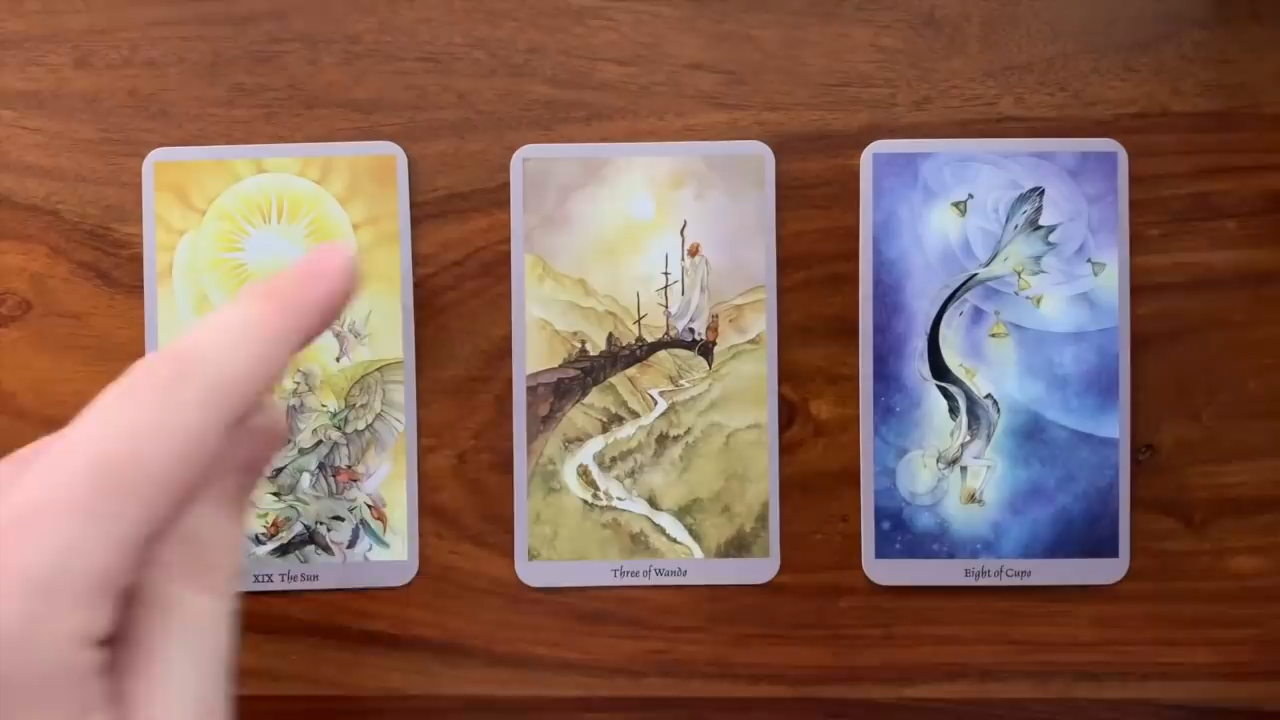 XIX The Sun
Three of Wands
Eight of Cups